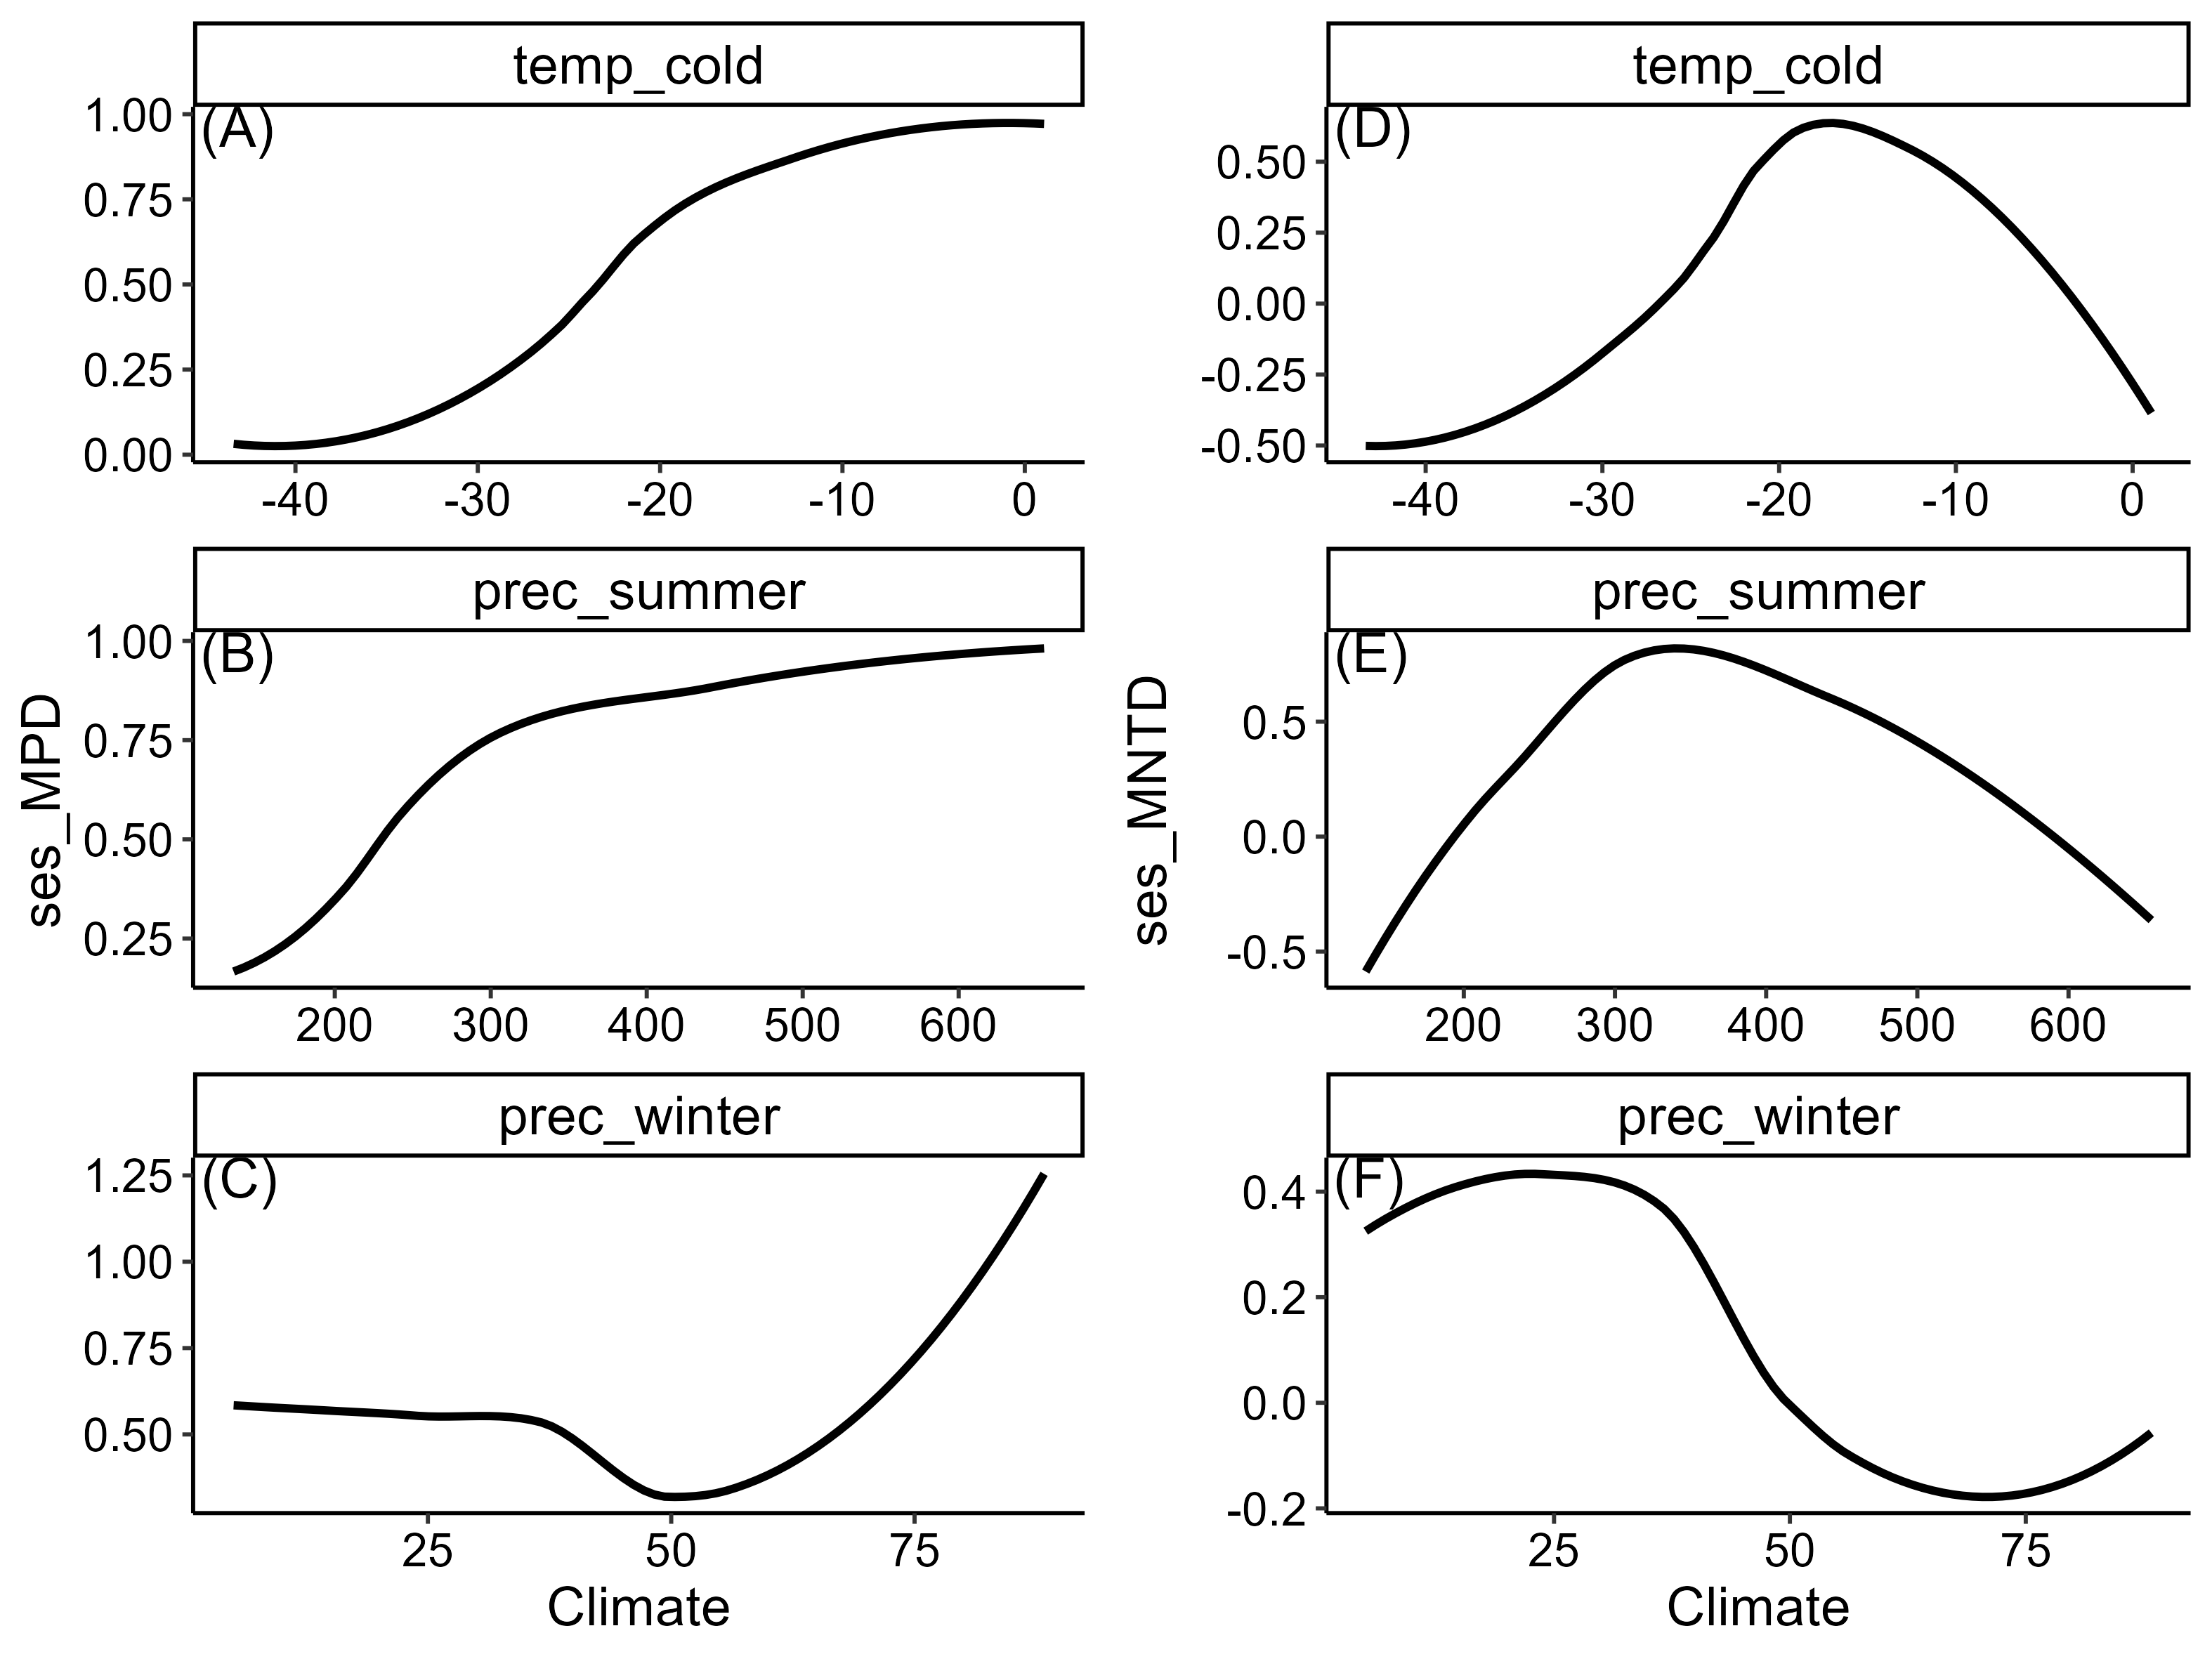 temp_cold
(A)
1.00
0.75
0.50
0.25
0.00
-40 -30 -20 -10 0
prec_summer
(B)
1.00
0.75
0.50
0.25
200 300 400 500 600
prec_winter
(C)
1.25
1.00
0.75
0.50
25 50 75
Climate
ses_MPD
temp_cold
(D)
0.50
0.25
0.00
-0.25
-0.50
-40 -30 -20 -10 0
prec_summer
(E)
0.5
0.0
-0.5
200 300 400 500 600
prec_winter
(F)
0.4
0.2
0.0
-0.2
25 50 75
Climate
ses_MNTD